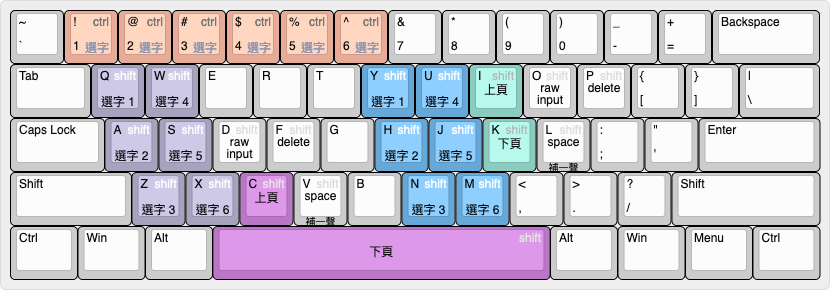 ~ ! ctrl @ ctrl # ctrl $ ctrl % ctrl ^ ctrl & * ( ) _ + Backspace
` 1 選字 2 選字 3 選字 4 選字 5 選字 6 選字 7 8 9 0 - =
Tab Q shift W shift E R T Y shift U shift I shift O shift P shift { } |
上頁 raw delete
選字 1 選字 4 選字 1 選字 4 input [ ] \
Caps Lock A shift S shift D shift F shift G H shift J shift K shift L shift : " Enter
raw delete 下頁 space
選字 2 選字 5 input 選字 2 選字 5 ; '
補一聲
Shift Z shift X shift C shift V shift B N shift M shift < > ? Shift
上頁 space
選字 3 選字 6 選字 3 選字 6 , . /
補一聲
Ctrl Win Alt shift Alt Win Menu Ctrl
下頁